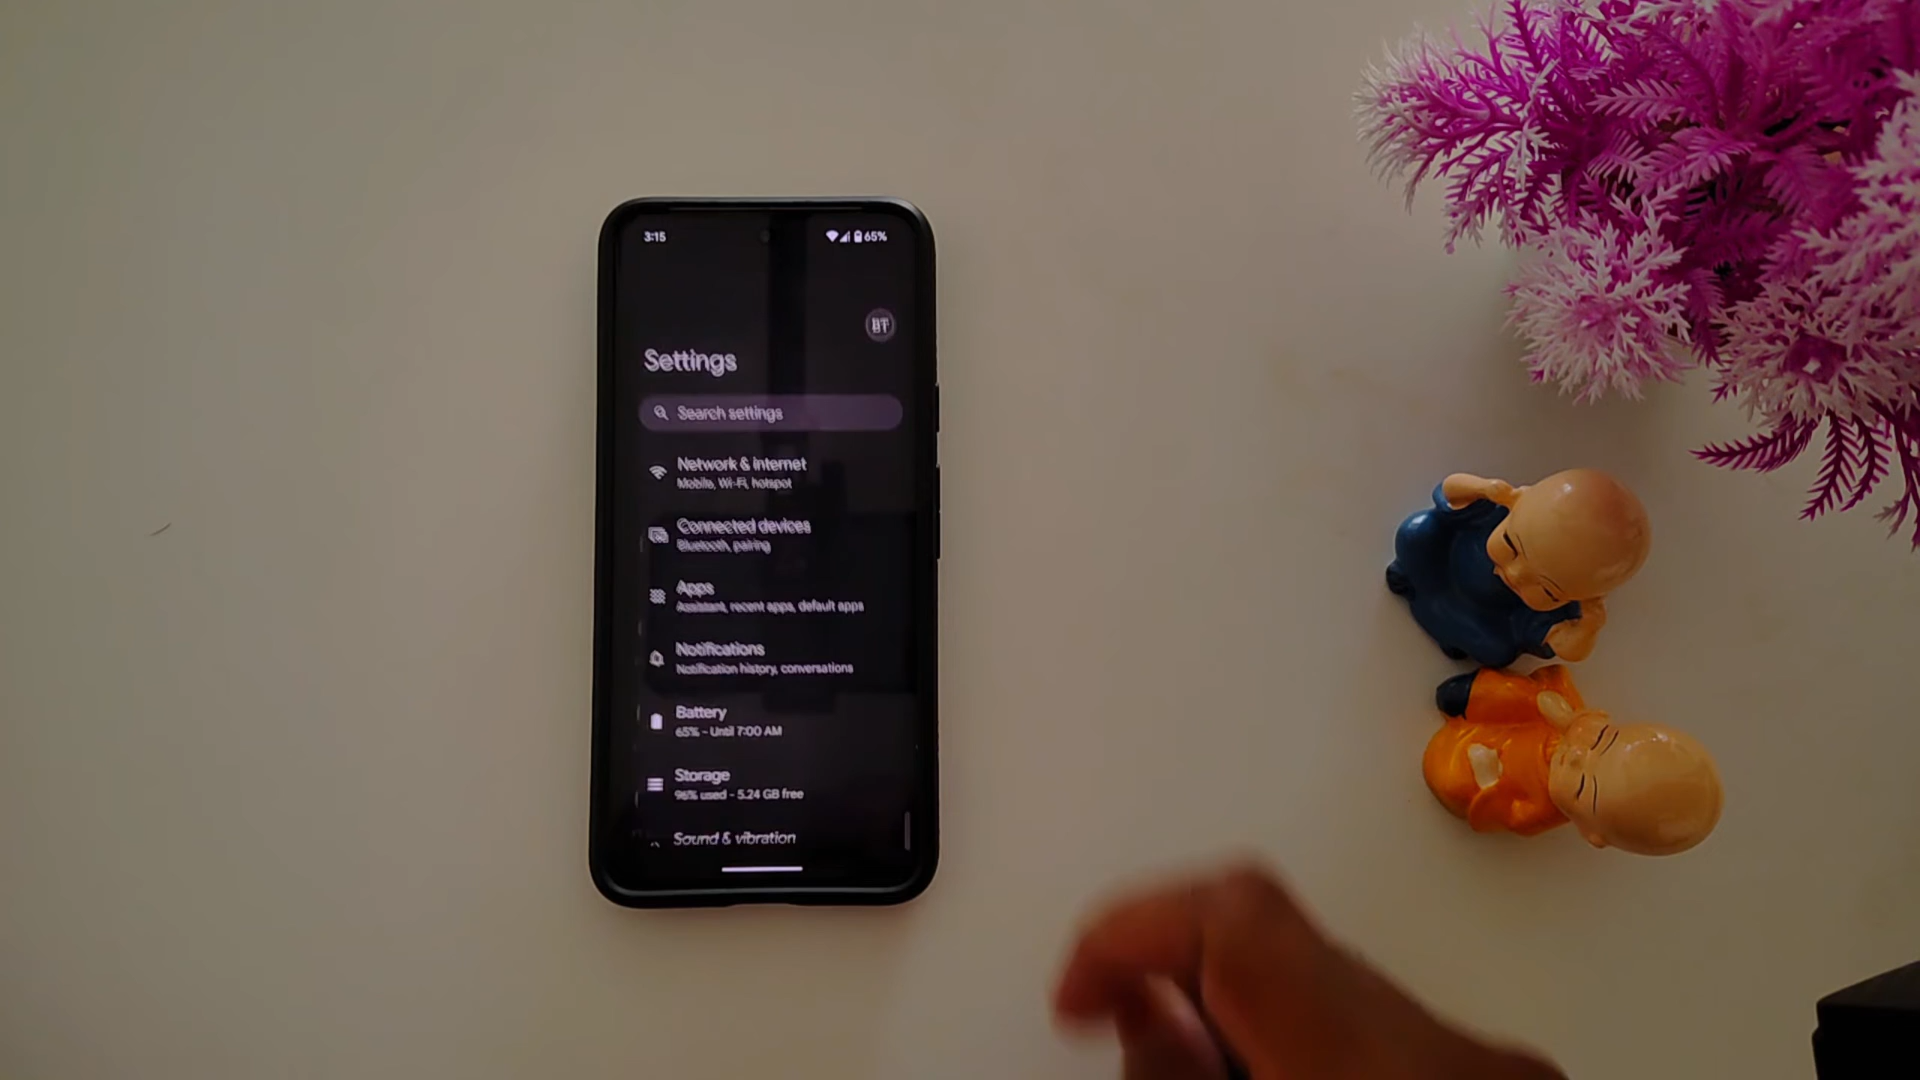 3:15
65%
BT
Settings
Search settings
Network & internet
Mobile, Wi-Fi, hotspot
Connected devices
Bluetooth, pairing
Apps
Assistant, recent apps, default apps
Notifications
Notification history, conversations
Battery
65% - Until 7:00 AM
Storage
96% used - 5.24 GB free
Sound & vibration